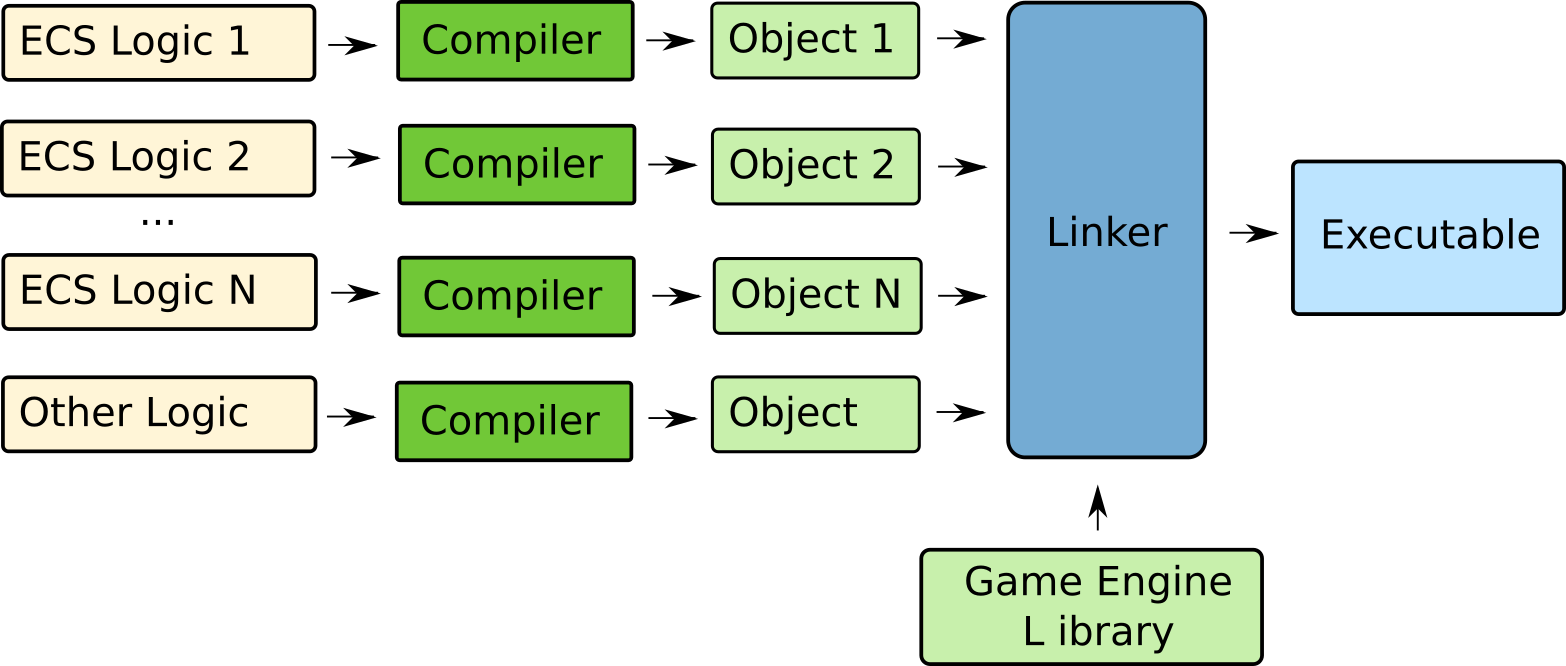 ECS Logic 1
Compiler
Object 1
ECS Logic 2
Compiler
Object 2
...
ECS Logic N
Compiler
Object N
Other Logic
Compiler
Object
Linker
Executable
Game Engine
L ibrary